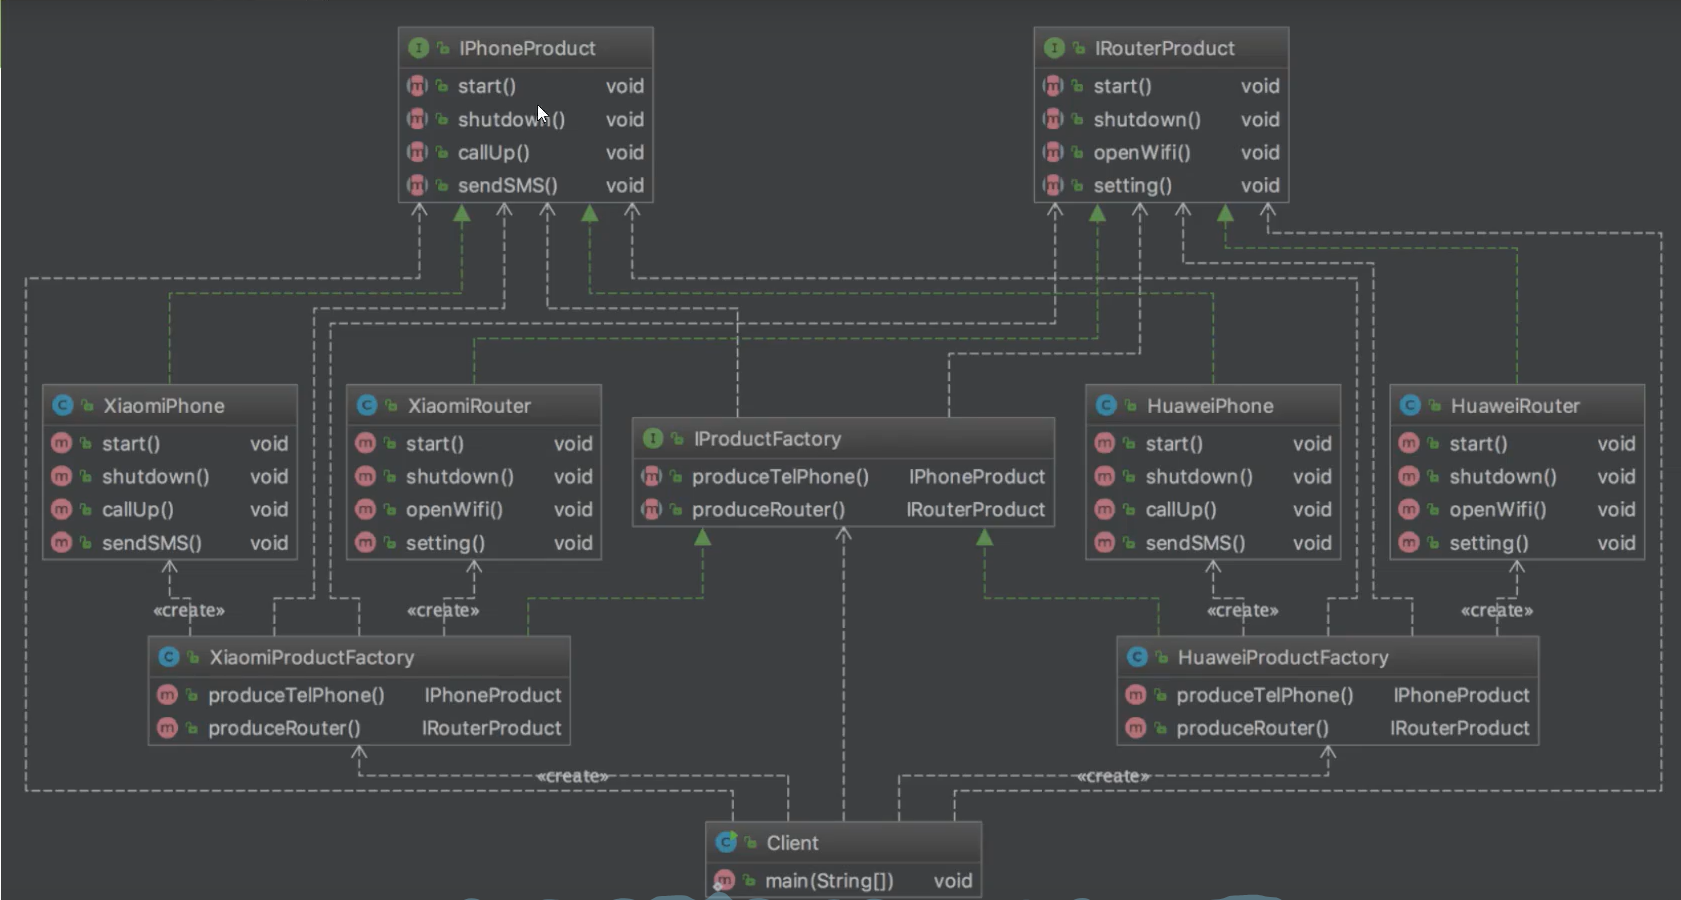 IPhoneProduct
start() void
shutdown() void
callUp() void
sendSMS() void
IRouterProduct
start() void
shutdown() void
openWifi() void
setting() void
XiaomiPhone
start() void
shutdown() void
callUp() void
sendSMS() void
XiaomiRouter
start() void
shutdown() void
openWifi() void
setting() void
IProductFactory
produceTelPhone() IPhoneProduct
produceRouter() IRouterProduct
HuaweiPhone
start() void
shutdown() void
callUp() void
sendSMS() void
HuaweiRouter
start() void
shutdown() void
openWifi() void
setting() void
«create»
«create»
«create»
«create»
XiaomiProductFactory
produceTelPhone() IPhoneProduct
produceRouter() IRouterProduct
HuaweiProductFactory
produceTelPhone() IPhoneProduct
produceRouter() IRouterProduct
«create»
«create»
Client
main(String[]) void